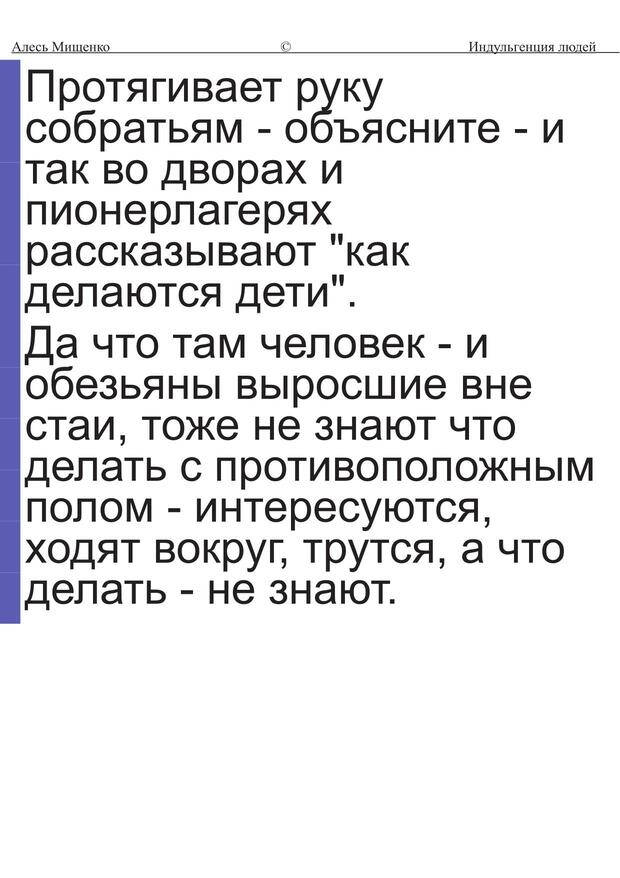 Алесь Мищенко © Индульгенция людей
Протягивает руку
собратьям - объясните - и
так во дворах и
пионерлагерях
рассказывают "как
делаются дети".
Да что там человек - и
обезьяны выросшие вне
стаи, тоже не знают что
делать с противоположным
полом - интересуются,
ходят вокруг, трутся, а что
делать - не знают.